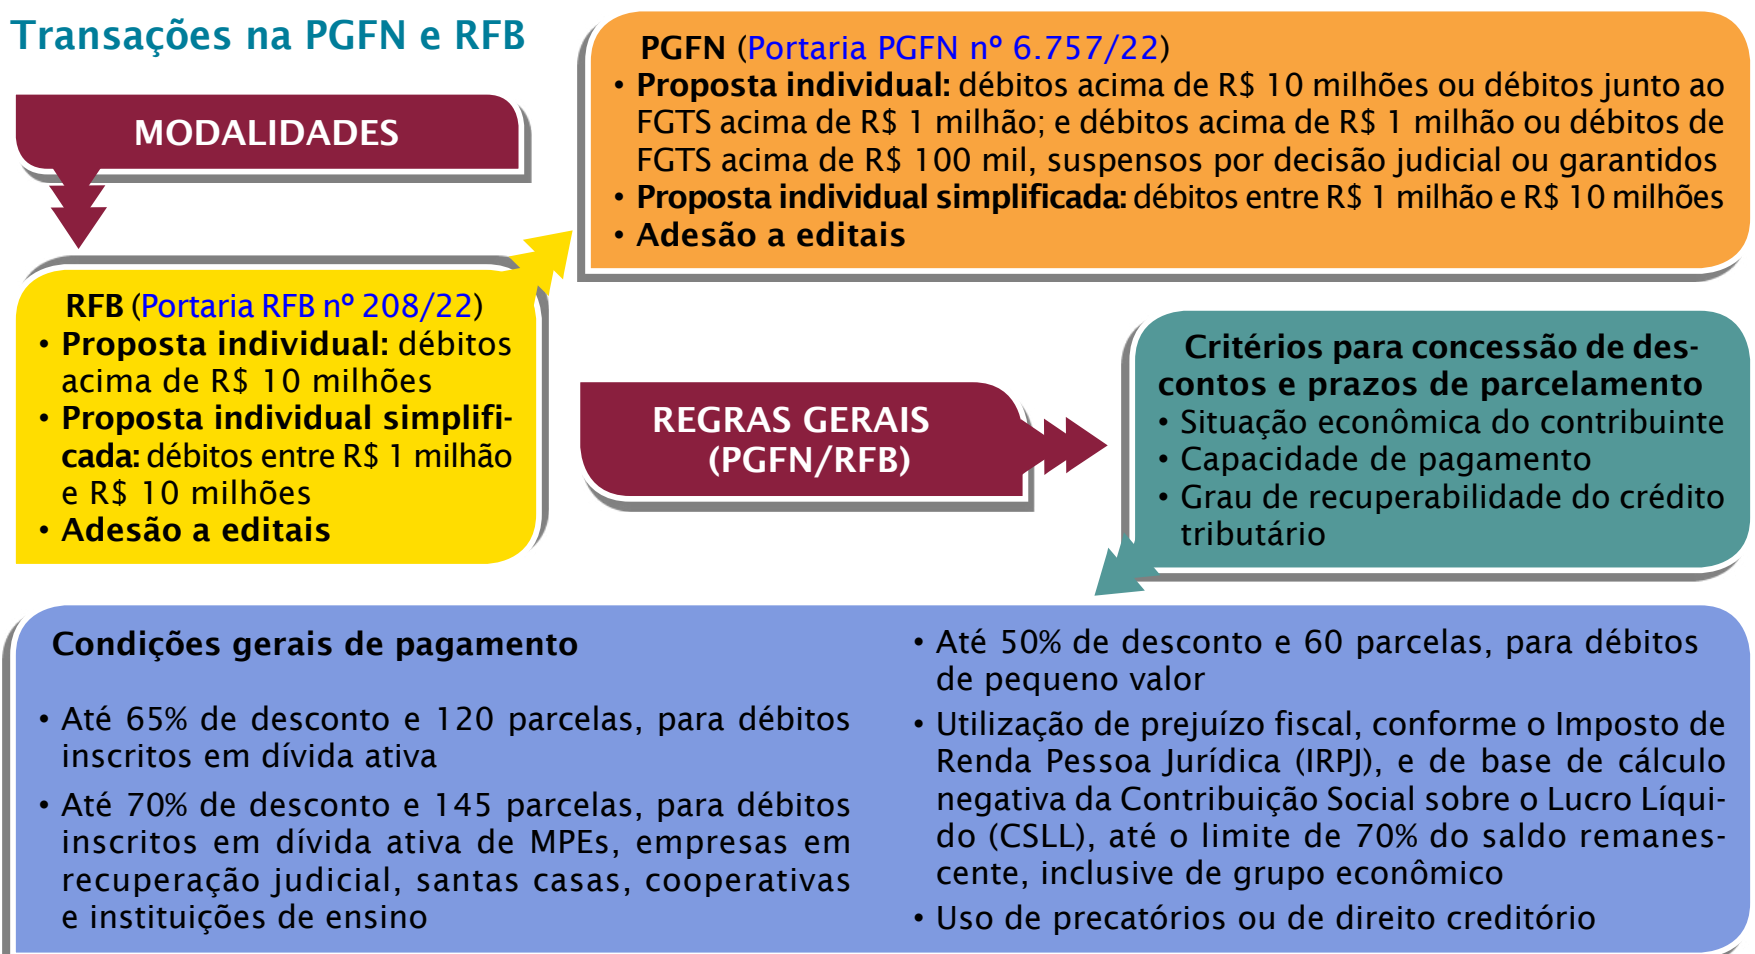 Transações na PGFN e RFB
MODALIDADES
PGFN (Portaria PGFN nº 6.757/22)
• Proposta individual: débitos acima de R$ 10 milhões ou débitos junto ao
FGTS acima de R$ 1 milhão; e débitos acima de R$ 1 milhão ou débitos de
FGTS acima de R$ 100 mil, suspensos por decisão judicial ou garantidos
• Proposta individual simplificada: débitos entre R$ 1 milhão e R$ 10 milhões
• Adesão a editais
RFB (Portaria RFB nº 208/22)
• Proposta individual: débitos
acima de R$ 10 milhões
• Proposta individual simplifi-
cada: débitos entre R$ 1 milhão
e R$ 10 milhões
• Adesão a editais
REGRAS GERAIS
(PGFN/RFB)
Critérios para concessão de des-
contos e prazos de parcelamento
• Situação econômica do contribuinte
• Capacidade de pagamento
• Grau de recuperabilidade do crédito
tributário
Condições gerais de pagamento
• Até 65% de desconto e 120 parcelas, para débitos
inscritos em dívida ativa
• Até 70% de desconto e 145 parcelas, para débitos
inscritos em dívida ativa de MPEs, empresas em
recuperação judicial, santas casas, cooperativas
e instituições de ensino
• Até 50% de desconto e 60 parcelas, para débitos
de pequeno valor
• Utilização de prejuízo fiscal, conforme o Imposto de
Renda Pessoa Jurídica (IRPJ), e de base de cálculo
negativa da Contribuição Social sobre o Lucro Líqui-
do (CSLL), até o limite de 70% do saldo remanes-
cente, inclusive de grupo econômico
• Uso de precatórios ou de direito creditório